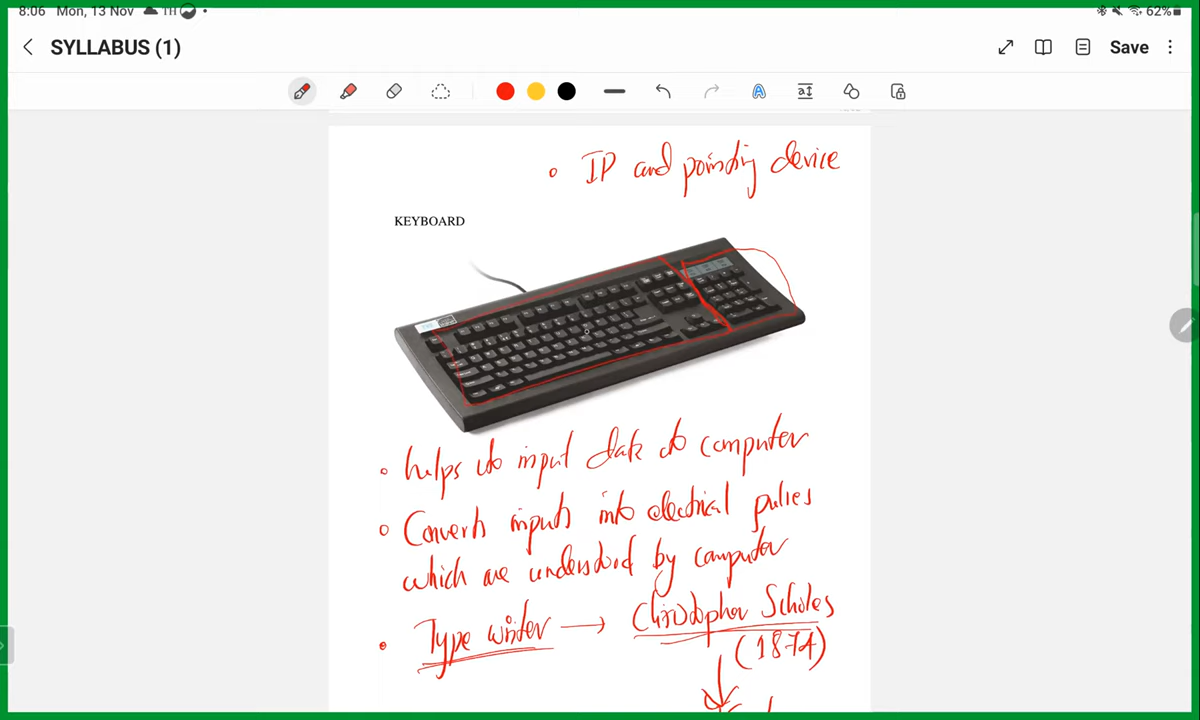 8:06 Mon, 13 Nov TH
62%
SYLLABUS (1)
Save
• IP and pointing device
KEYBOARD
• helps to input data to computer
• Converts inputs into electrical pulses
which are understood by computer
• Type writer → Christopher Scholes
(1874)